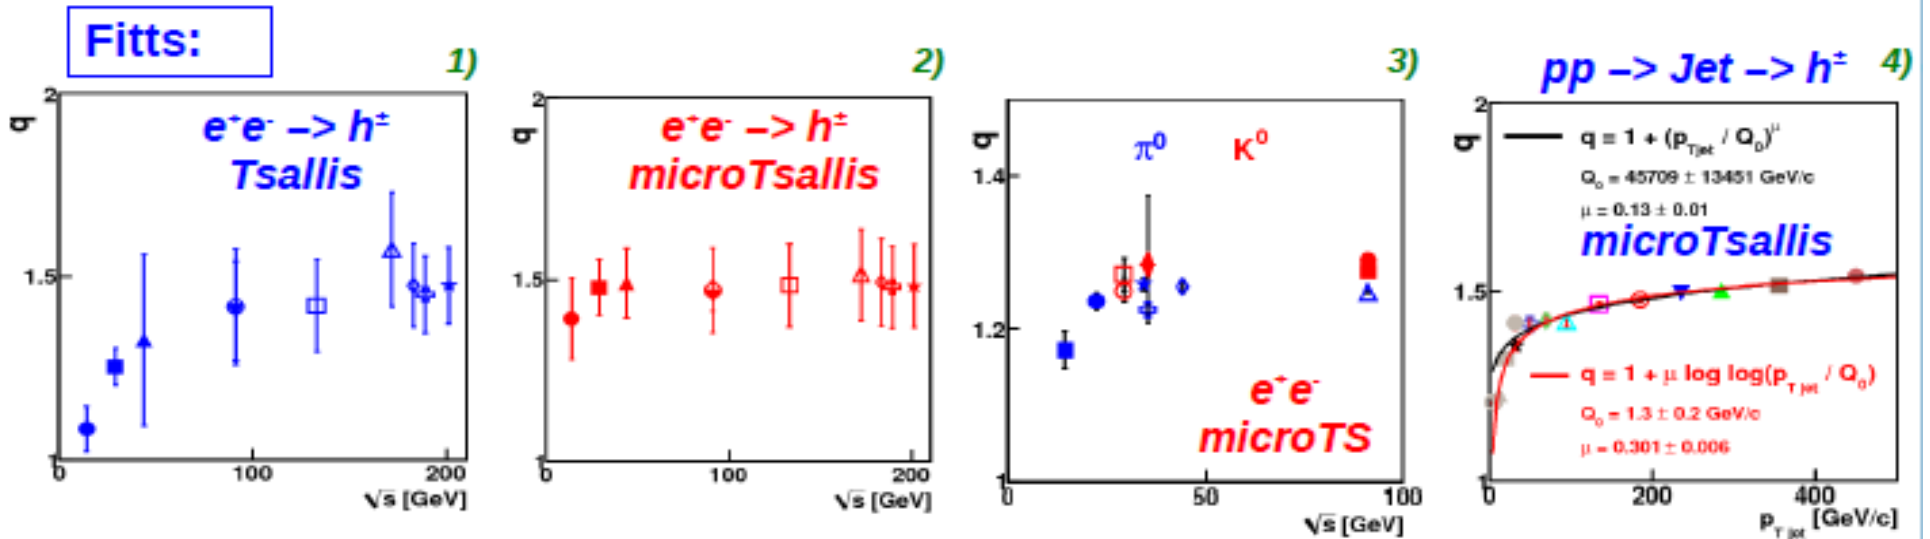 Fitts:
1)
q
2
1.5
1
e⁺e⁻ –> h±
Tsallis
0
100
200
√s [GeV]
2)
q
2
1.5
1
e⁺e⁻ –> h±
microTsallis
0
100
200
√s [GeV]
3)
q
1.4
1.2
1
π⁰
K⁰
e⁺e⁻
microTS
0
50
100
√s [GeV]
pp –> Jet –> h±
4)
q
2
1.5
1
q = 1 + (p_Tjet / Q₀)^μ
Q₀ = 45709 ± 13451 GeV/c
μ = 0.13 ± 0.01
microTsallis
q = 1 + μ log log(p_T jet / Q₀)
Q₀ = 1.3 ± 0.2 GeV/c
μ = 0.301 ± 0.006
0
200
400
p_T jet [GeV/c]